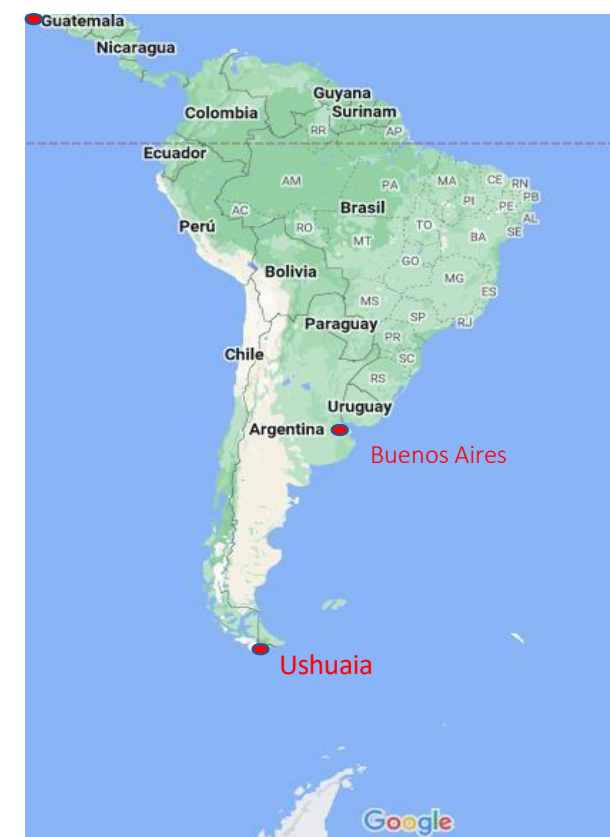 Guatemala
Nicaragua
Guyana
Colombia
Surinam
RR
AP
Ecuador
AM
PA
MA
CE
RN
PB
PI
PE
AL
AC
Brasil
Perú
RO
TO
SE
MT
BA
GO
Bolivia
MG
ES
MS
SP
RJ
Paraguay
PR
Chile
SC
RS
Uruguay
Argentina
Buenos Aires
Ushuaia
Google